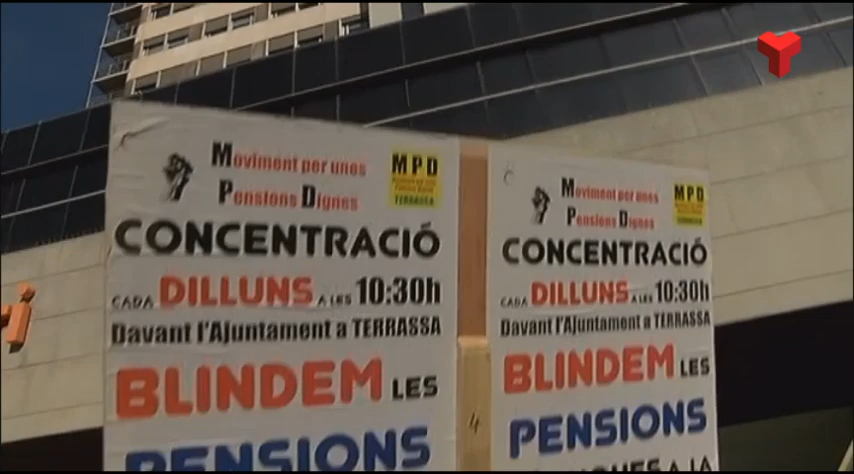 Moviment per unes
Pensions Dignes
MPD
TERRASSA
CONCENTRACIÓ
CADA DILLUNS A LES 10:30h
Davant l'Ajuntament a TERRASSA
BLINDEM LES
PENSIONS
Moviment per unes
Pensions Dignes
MPD
CONCENTRACIÓ
CADA DILLUNS A LES 10:30h
Davant l'Ajuntament a TERRASSA
BLINDEM LES
PENSIONS